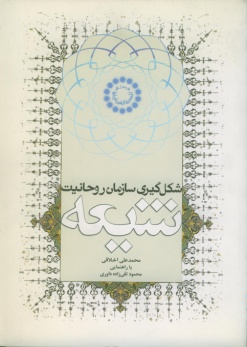 شکل‌گیری سازمان روحانیت
شیعه
محمدعلی اخلاقی
با راهنمایی
محمود تقی‌زاده داوری